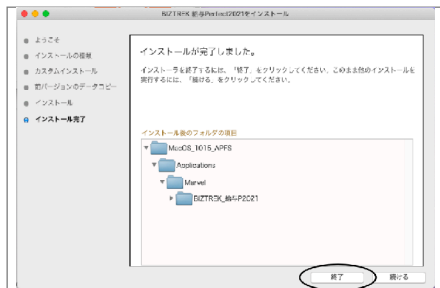 BIZTREK 給与Perfect2021をインストール
ようこそ
インストールの種類
カスタムインストール
前バージョンのデータコピー
インストール
インストール完了
インストールが完了しました。
インストーラを終了するには、「終了」をクリックしてください。このまま他のインストールを
実行するには、「続ける」をクリックしてください。
インストール後のフォルダの項目
MacOS_1015_APFS
Applications
Marvel
BIZTREK_給与P2021
終了
続ける